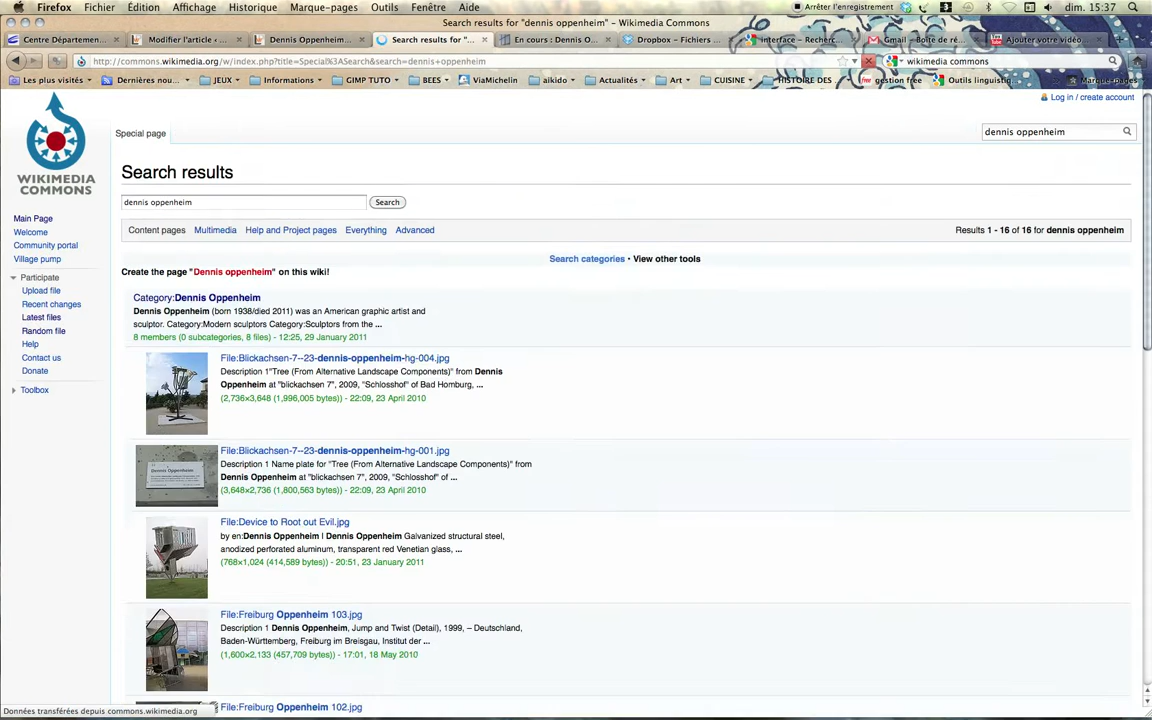 Firefox Fichier Édition Affichage Historique Marque-pages Outils Fenêtre Aide Arrêter l'enregistrement dim. 15:37
Search results for "dennis oppenheim" – Wikimedia Commons
Centre Départemen... Modifier l'article ‹ ... Dennis Oppenheim... Search results for "... En cours : Dennis O... Dropbox – Fichiers ... interface – Recherc... Gmail – Boîte de ré... Ajouter votre vidéo...
http://commons.wikimedia.org/w/index.php?title=Special%3ASearch&search=dennis+oppenheim wikimedia commons
Les plus visités Dernières nou... JEUX Informations GIMP TUTO BEES ViaMichelin aikido Actualités Art CUISINE HISTOIRE DES gestion free Outils linguistiq... Marque-pages
Log in / create account
Special page
dennis oppenheim
WIKIMEDIA
COMMONS
Main Page
Welcome
Community portal
Village pump
Participate
Upload file
Recent changes
Latest files
Random file
Help
Contact us
Donate
Toolbox
Search results
dennis oppenheim Search
Content pages Multimedia Help and Project pages Everything Advanced Results 1 - 16 of 16 for dennis oppenheim
Search categories • View other tools
Create the page "Dennis oppenheim" on this wiki!
Category:Dennis Oppenheim
Dennis Oppenheim (born 1938/died 2011) was an American graphic artist and
sculptor. Category:Modern sculptors Category:Sculptors from the ...
8 members (0 subcategories, 8 files) - 12:25, 29 January 2011
File:Blickachsen-7--23-dennis-oppenheim-hg-004.jpg
Description 1"Tree (From Alternative Landscape Components)" from Dennis
Oppenheim at "blickachsen 7", 2009, "Schlosshof" of Bad Homburg, ...
(2,736×3,648 (1,996,005 bytes)) - 22:09, 23 April 2010
File:Blickachsen-7--23-dennis-oppenheim-hg-001.jpg
Description 1 Name plate for "Tree (From Alternative Landscape Components)" from
Dennis Oppenheim at "blickachsen 7", 2009, "Schlosshof" of ...
(3,648×2,736 (1,800,563 bytes)) - 22:09, 23 April 2010
Dennis Oppenheim
File:Device to Root out Evil.jpg
by en:Dennis Oppenheim I Dennis Oppenheim Galvanized structural steel,
anodized perforated aluminum, transparent red Venetian glass, ...
(768×1,024 (414,589 bytes)) - 20:51, 23 January 2011
File:Freiburg Oppenheim 103.jpg
Description 1 Dennis Oppenheim, Jump and Twist (Detail), 1999, – Deutschland,
Baden-Württemberg, Freiburg im Breisgau, Institut der ...
(1,600×2,133 (457,709 bytes)) - 17:01, 18 May 2010
File:Freiburg Oppenheim 102.jpg
Données transférées depuis commons.wikimedia.org